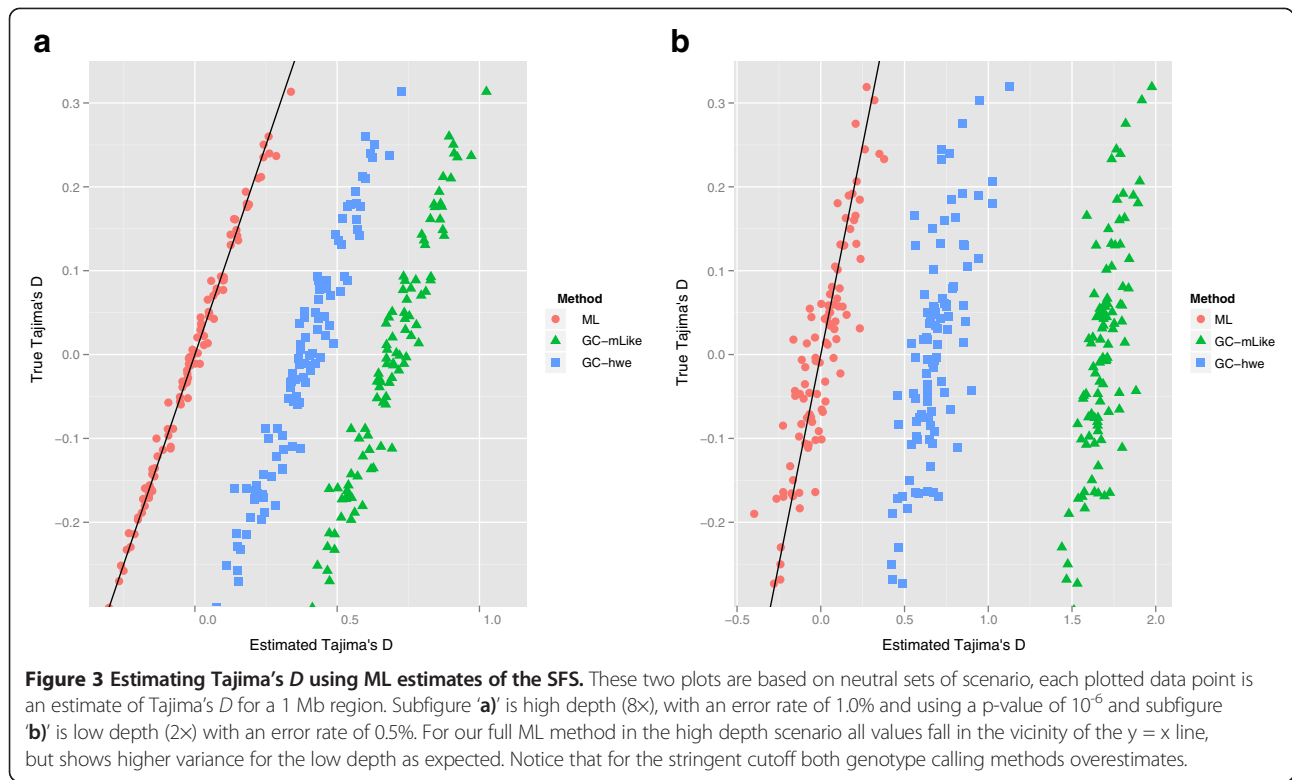 a
True Tajima's D
0.3
0.2
0.1
0.0
−0.1
−0.2
0.0
0.5
1.0
Estimated Tajima's D
Method
ML
GC−mLike
GC−hwe
b
True Tajima's D
0.3
0.2
0.1
0.0
−0.1
−0.2
−0.5
0.0
0.5
1.0
1.5
2.0
Estimated Tajima's D
Method
ML
GC−mLike
GC−hwe
Figure 3 Estimating Tajima's D using ML estimates of the SFS. These two plots are based on neutral sets of scenario, each plotted data point is
an estimate of Tajima's D for a 1 Mb region. Subfigure 'a)' is high depth (8×), with an error rate of 1.0% and using a p-value of 10⁻⁶ and subfigure
'b)' is low depth (2×) with an error rate of 0.5%. For our full ML method in the high depth scenario all values fall in the vicinity of the y = x line,
but shows higher variance for the low depth as expected. Notice that for the stringent cutoff both genotype calling methods overestimates.